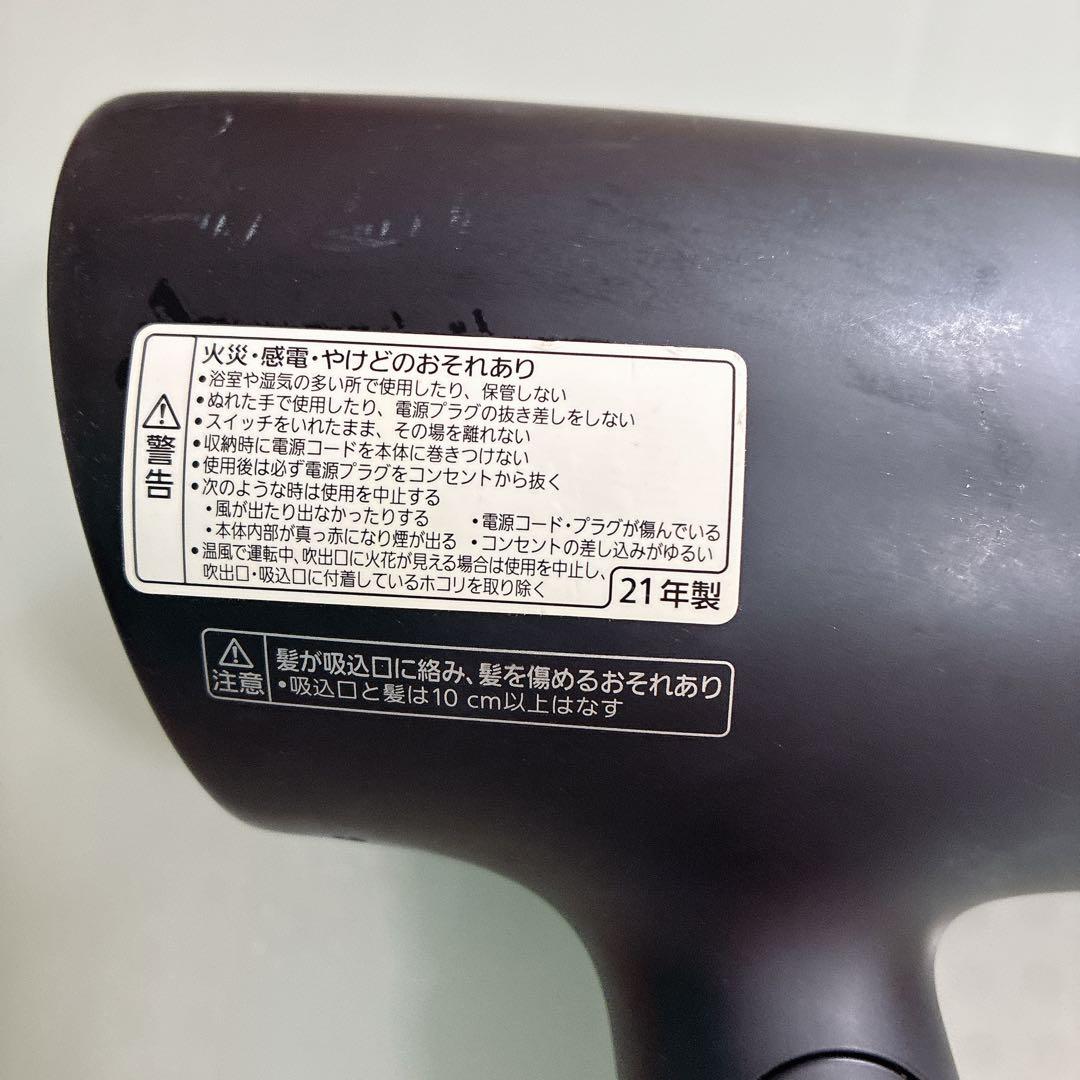 警告
火災・感電・やけどのおそれあり
・浴室や湿気の多い所で使用したり、保管しない
・ぬれた手で使用したり、電源プラグの抜き差しをしない
・スイッチをいれたまま、その場を離れない
・収納時に電源コードを本体に巻きつけない
・使用後は必ず電源プラグをコンセントから抜く
・次のような時は使用を中止する
・風が出たり出なかったりする ・電源コード・プラグが傷んでいる
・本体内部が真っ赤になり煙が出る ・コンセントの差し込みがゆるい
・温風で運転中、吹出口に火花が見える場合は使用を中止し、
吹出口・吸込口に付着しているホコリを取り除く
21年製
注意
髪が吸込口に絡み、髪を傷めるおそれあり
・吸込口と髪は10 cm以上はなす